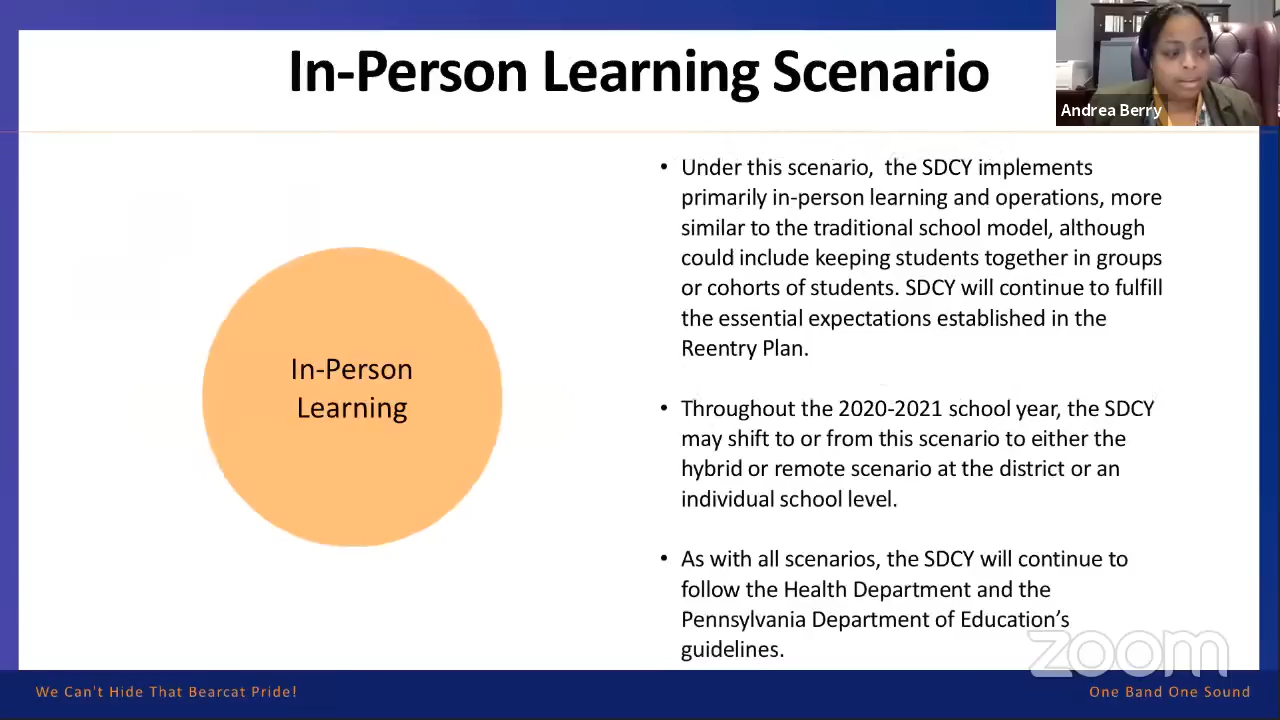 In-Person Learning Scenario
Andrea Berry
In-Person
Learning
• Under this scenario,  the SDCY implements
primarily in-person learning and operations, more
similar to the traditional school model, although
could include keeping students together in groups
or cohorts of students. SDCY will continue to fulfill
the essential expectations established in the
Reentry Plan.
• Throughout the 2020-2021 school year, the SDCY
may shift to or from this scenario to either the
hybrid or remote scenario at the district or an
individual school level.
• As with all scenarios, the SDCY will continue to
follow the Health Department and the
Pennsylvania Department of Education’s
guidelines.
zoom
We Can't Hide That Bearcat Pride!
One Band One Sound